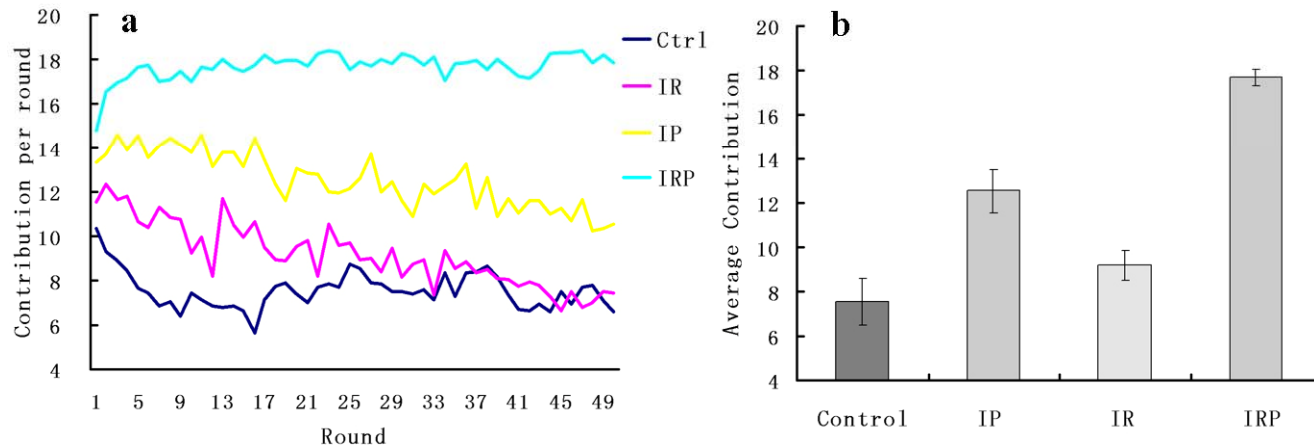 a
Contribution per round
20
18
16
14
12
10
8
6
4
1 5 9 13 17 21 25 29 33 37 41 45 49
Round
Ctrl
IR
IP
IRP
b
Average Contribution
20
18
16
14
12
10
8
6
4
Control IP IR IRP